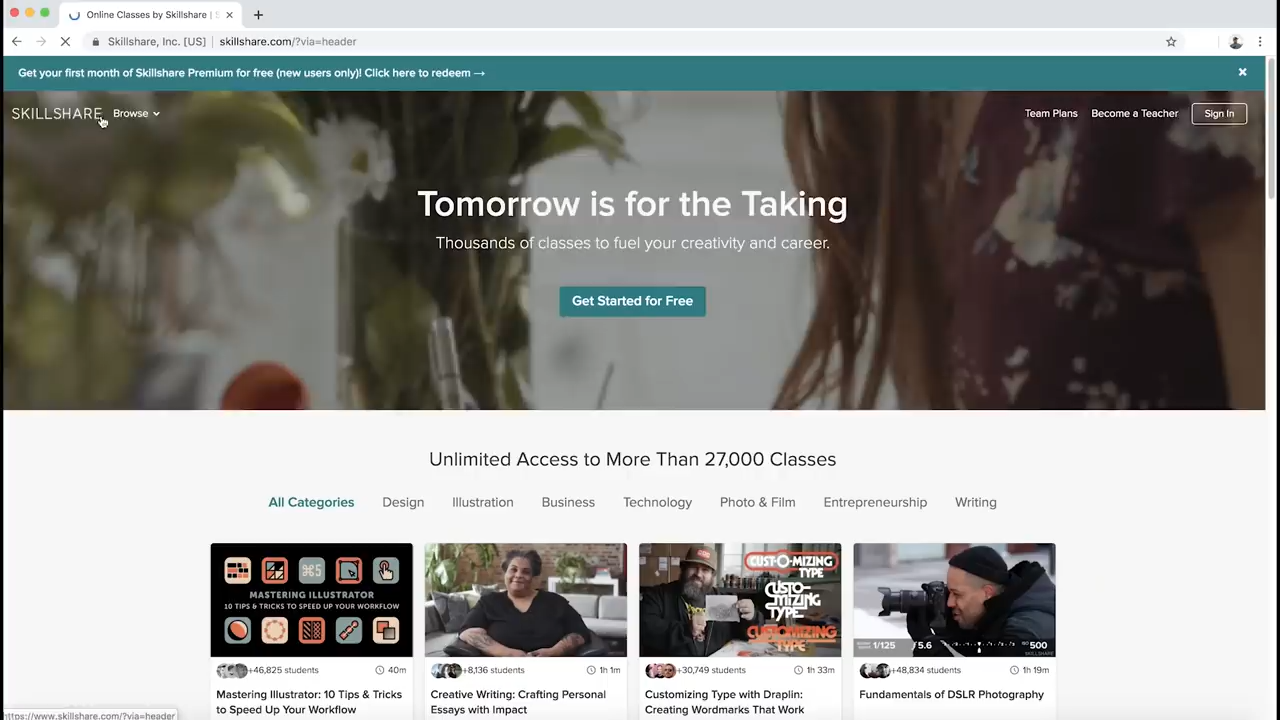 Online Classes by Skillshare |
Skillshare, Inc. [US] | skillshare.com/?via=header
Get your first month of Skillshare Premium for free (new users only)! Click here to redeem →
SKILLSHARE Browse
Team Plans Become a Teacher Sign In
Tomorrow is for the Taking
Thousands of classes to fuel your creativity and career.
Get Started for Free
Unlimited Access to More Than 27,000 Classes
All Categories Design Illustration Business Technology Photo & Film Entrepreneurship Writing
⌘5
MASTERING ILLUSTRATOR
10 TIPS & TRICKS TO SPEED UP YOUR WORKFLOW
CUST-O-MIZING
TYPE
CUSTO-
MIZING
TYPE
CUSTOMIZING
TYPE
1/125 f5.6 ISO 500
SKILLSHARE
+46,825 students 40m
+8,136 students 1h 1m
+30,749 students 1h 33m
+48,834 students 1h 19m
Mastering Illustrator: 10 Tips & Tricks
to Speed Up Your Workflow
Creative Writing: Crafting Personal
Essays with Impact
Customizing Type with Draplin:
Creating Wordmarks That Work
Fundamentals of DSLR Photography
https://www.skillshare.com/?via=header